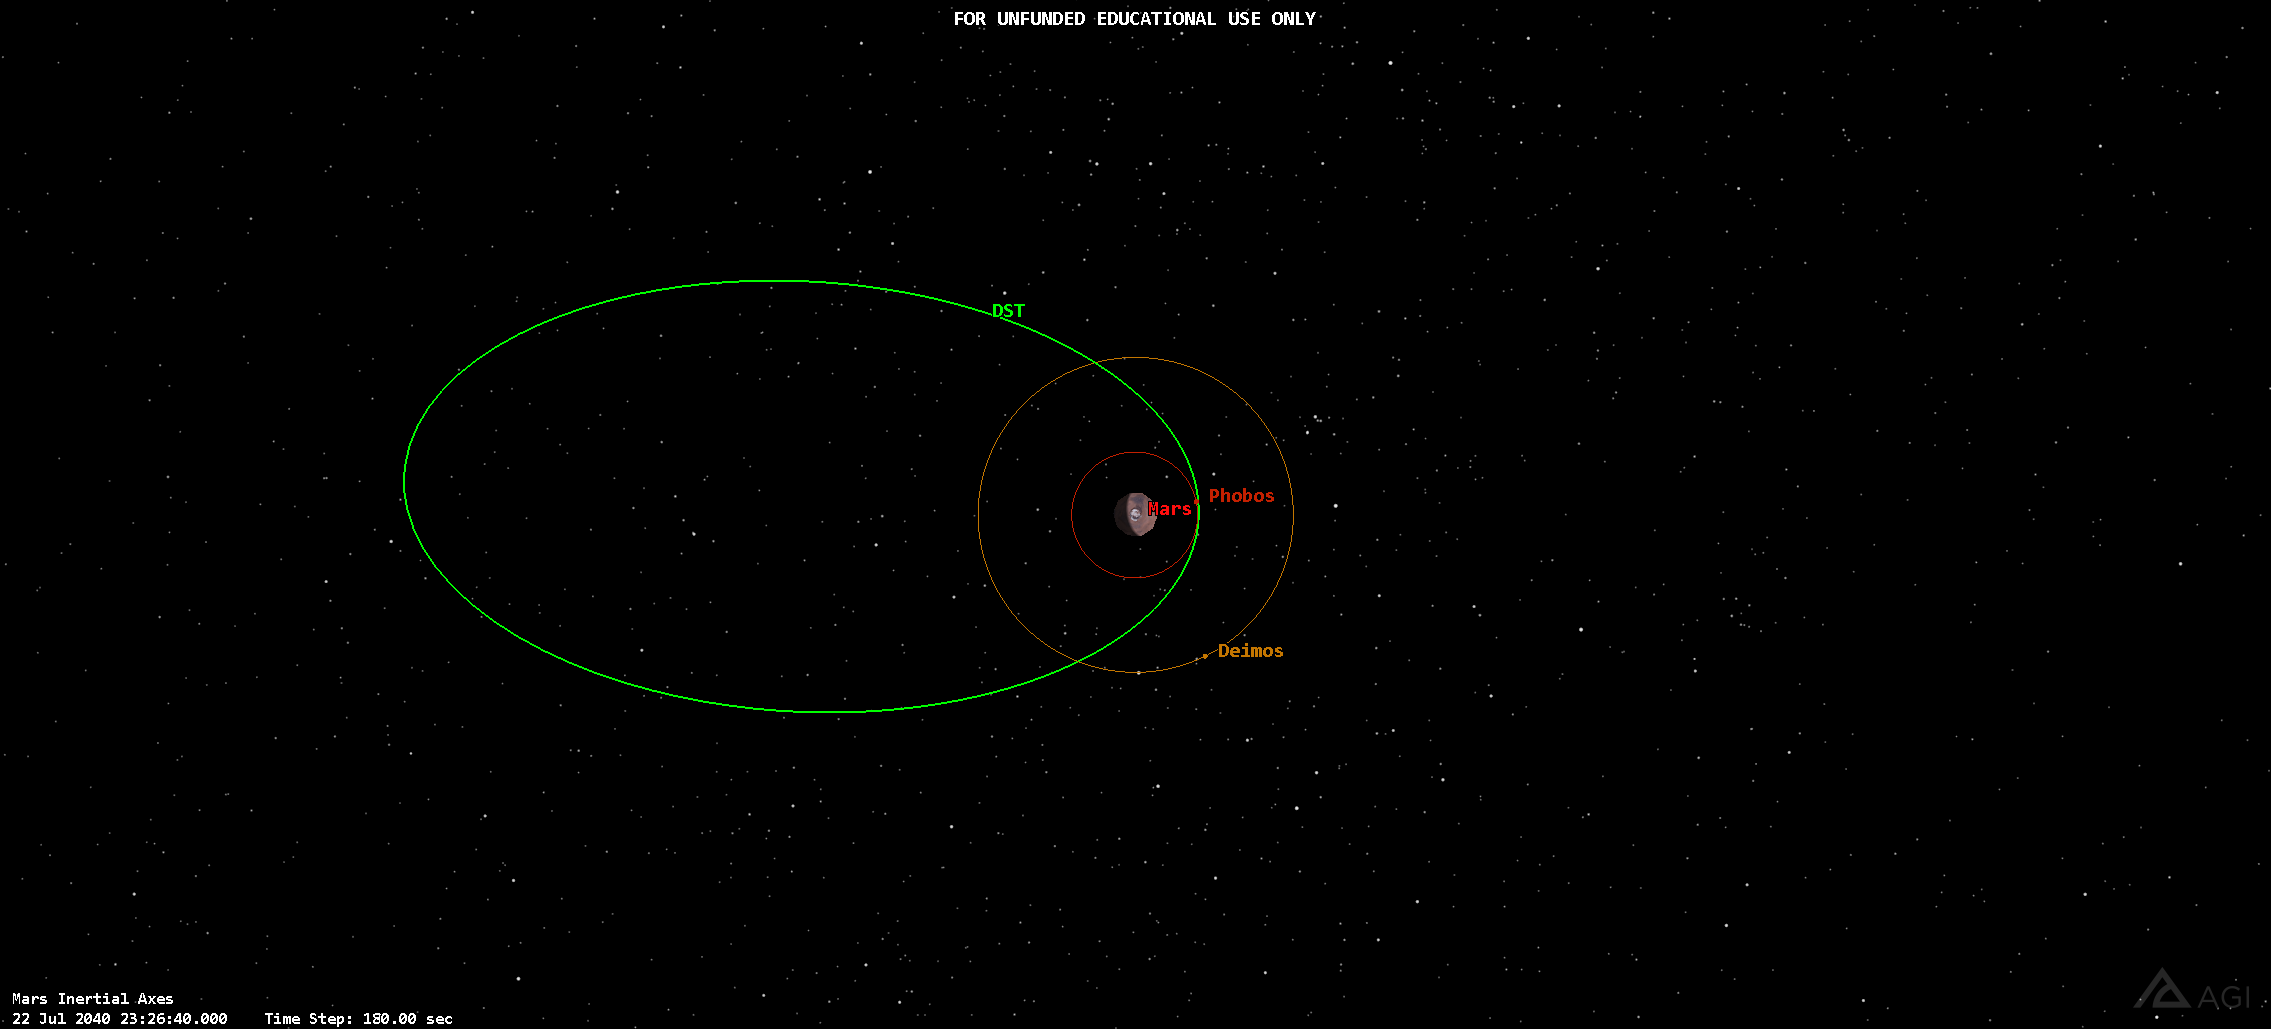 FOR UNFUNDED EDUCATIONAL USE ONLY
DST
Phobos
Mars
Deimos
Mars Inertial Axes
22 Jul 2040 23:26:40.000 Time Step: 180.00 sec
AGI